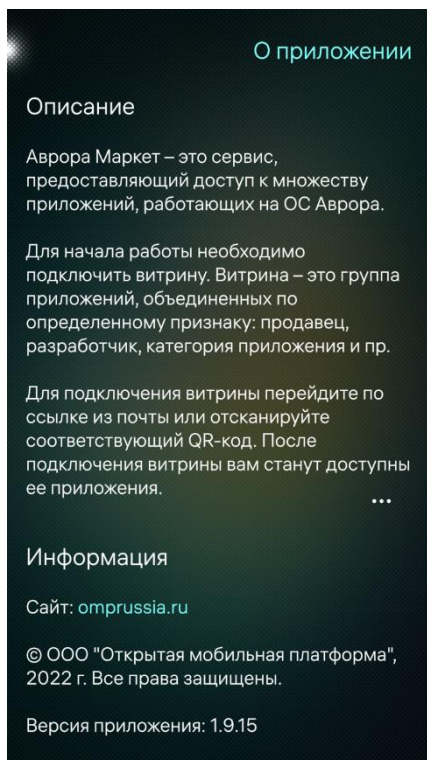 О приложении
Описание
Аврора Маркет – это сервис,
предоставляющий доступ к множеству
приложений, работающих на ОС Аврора.
Для начала работы необходимо
подключить витрину. Витрина – это группа
приложений, объединенных по
определенному признаку: продавец,
разработчик, категория приложения и пр.
Для подключения витрины перейдите по
ссылке из почты или отсканируйте
соответствующий QR-код. После
подключения витрины вам станут доступны
ее приложения.
...
Информация
Сайт: omprussia.ru
© ООО "Открытая мобильная платформа",
2022 г. Все права защищены.
Версия приложения: 1.9.15